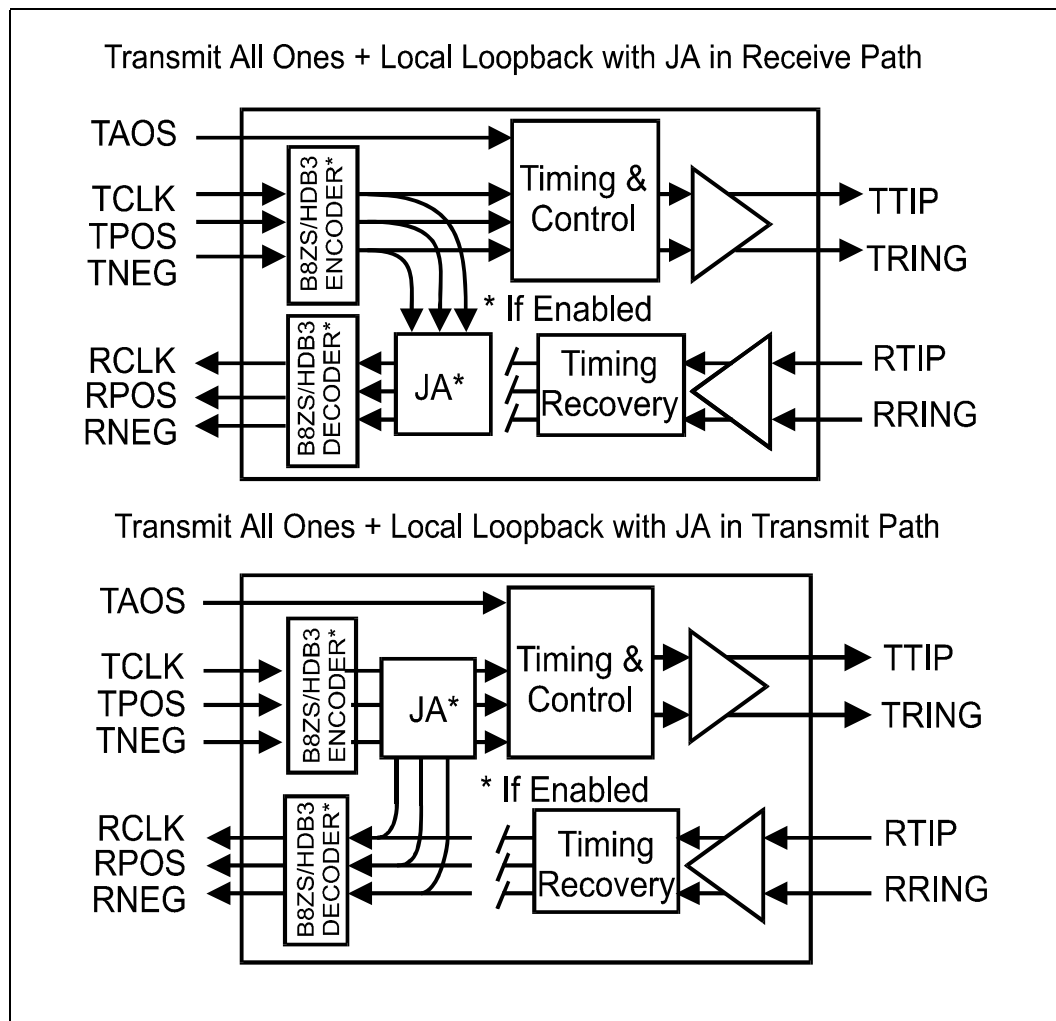 Transmit All Ones + Local Loopback with JA in Receive Path
TAOS
TCLK
TPOS
TNEG
B8ZS/HDB3
ENCODER*
Timing &
Control
TTIP
TRING
* If Enabled
RCLK
RPOS
RNEG
B8ZS/HDB3
DECODER*
JA*
Timing
Recovery
RTIP
RRING
Transmit All Ones + Local Loopback with JA in Transmit Path
TAOS
TCLK
TPOS
TNEG
B8ZS/HDB3
ENCODER*
JA*
Timing &
Control
TTIP
TRING
* If Enabled
RCLK
RPOS
RNEG
B8ZS/HDB3
DECODER*
Timing
Recovery
RTIP
RRING